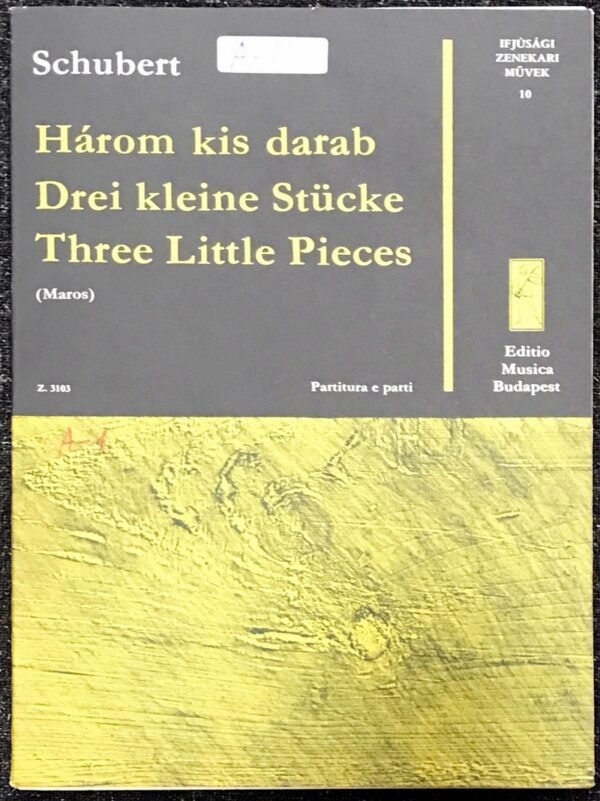 Schubert
A-1
IFJÚSÁGI
ZENEKARI
MŰVEK
10
Három kis darab
Drei kleine Stücke
Three Little Pieces
(Maros)
Editio
Musica
Budapest
Z. 3103
Partitura e parti
A-1